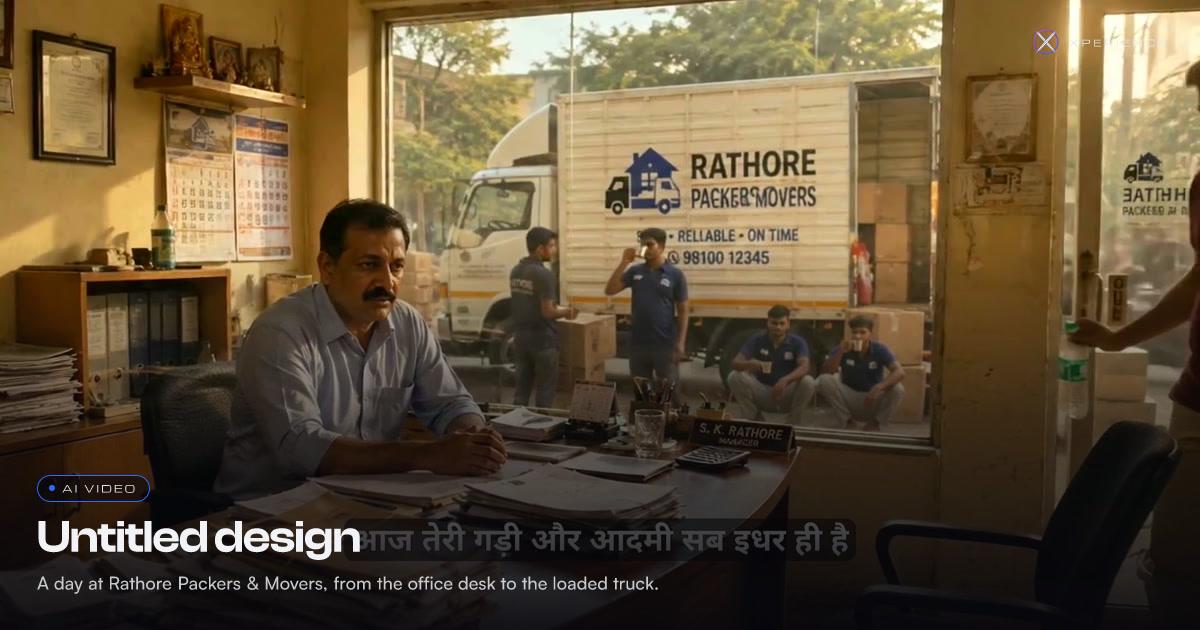 RATHORE
PACKERS MOVERS
• RELIABLE • ON TIME
98100 12345
PACKERS
S. K. RATHORE
MANAGER
AI VIDEO
Untitled design
आज तेरी गड़ी और आदमी सब इधर ही है
A day at Rathore Packers & Movers, from the office desk to the loaded truck.